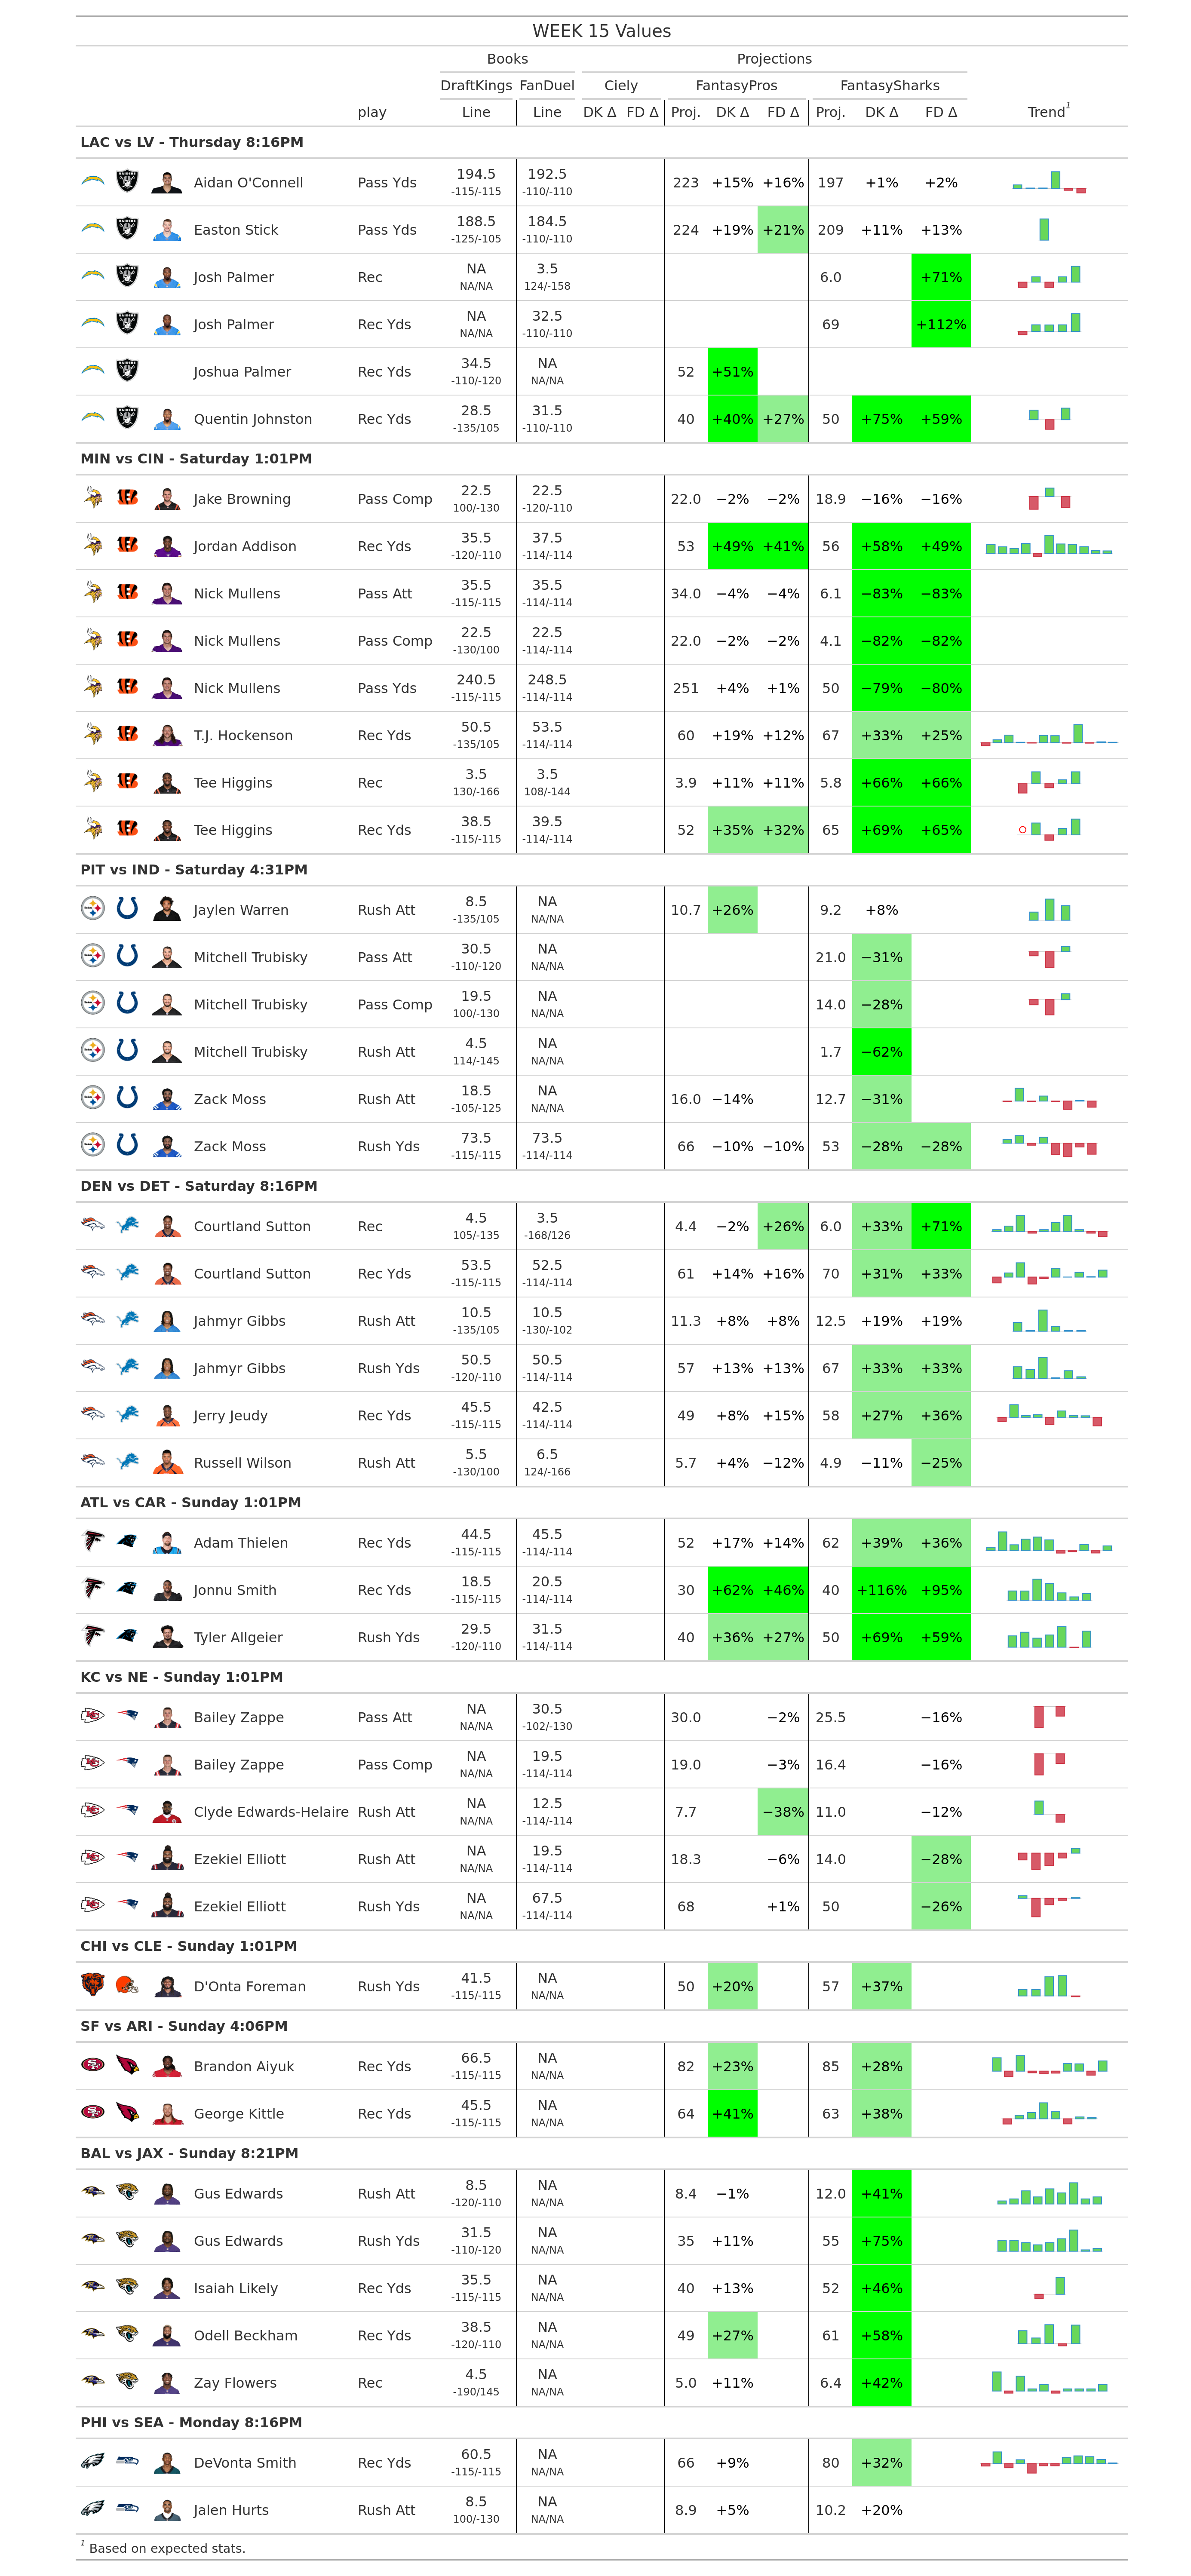 WEEK 15 Values
Books Projections
DraftKings FanDuel Ciely FantasyPros FantasySharks
play Line Line DK Δ FD Δ Proj. DK Δ FD Δ Proj. DK Δ FD Δ Trend1
LAC vs LV - Thursday 8:16PM
Aidan O'Connell Pass Yds 194.5 192.5 223 +15% +16% 197 +1% +2%
-115/-115 -110/-110
Easton Stick Pass Yds 188.5 184.5 224 +19% +21% 209 +11% +13%
-125/-105 -110/-110
Josh Palmer Rec NA 3.5 6.0 +71%
NA/NA 124/-158
Josh Palmer Rec Yds NA 32.5 69 +112%
NA/NA -110/-110
Joshua Palmer Rec Yds 34.5 NA 52 +51%
-110/-120 NA/NA
Quentin Johnston Rec Yds 28.5 31.5 40 +40% +27% 50 +75% +59%
-135/105 -110/-110
MIN vs CIN - Saturday 1:01PM
Jake Browning Pass Comp 22.5 22.5 22.0 −2% −2% 18.9 −16% −16%
100/-130 -120/-110
Jordan Addison Rec Yds 35.5 37.5 53 +49% +41% 56 +58% +49%
-120/-110 -114/-114
Nick Mullens Pass Att 35.5 35.5 34.0 −4% −4% 6.1 −83% −83%
-115/-115 -114/-114
Nick Mullens Pass Comp 22.5 22.5 22.0 −2% −2% 4.1 −82% −82%
-130/100 -114/-114
Nick Mullens Pass Yds 240.5 248.5 251 +4% +1% 50 −79% −80%
-115/-115 -114/-114
T.J. Hockenson Rec Yds 50.5 53.5 60 +19% +12% 67 +33% +25%
-135/105 -114/-114
Tee Higgins Rec 3.5 3.5 3.9 +11% +11% 5.8 +66% +66%
130/-166 108/-144
Tee Higgins Rec Yds 38.5 39.5 52 +35% +32% 65 +69% +65%
-115/-115 -114/-114
PIT vs IND - Saturday 4:31PM
Jaylen Warren Rush Att 8.5 NA 10.7 +26% 9.2 +8%
-135/105 NA/NA
Mitchell Trubisky Pass Att 30.5 NA 21.0 −31%
-110/-120 NA/NA
Mitchell Trubisky Pass Comp 19.5 NA 14.0 −28%
100/-130 NA/NA
Mitchell Trubisky Rush Att 4.5 NA 1.7 −62%
114/-145 NA/NA
Zack Moss Rush Att 18.5 NA 16.0 −14% 12.7 −31%
-105/-125 NA/NA
Zack Moss Rush Yds 73.5 73.5 66 −10% −10% 53 −28% −28%
-115/-115 -114/-114
DEN vs DET - Saturday 8:16PM
Courtland Sutton Rec 4.5 3.5 4.4 −2% +26% 6.0 +33% +71%
105/-135 -168/126
Courtland Sutton Rec Yds 53.5 52.5 61 +14% +16% 70 +31% +33%
-115/-115 -114/-114
Jahmyr Gibbs Rush Att 10.5 10.5 11.3 +8% +8% 12.5 +19% +19%
-135/105 -130/-102
Jahmyr Gibbs Rush Yds 50.5 50.5 57 +13% +13% 67 +33% +33%
-120/-110 -114/-114
Jerry Jeudy Rec Yds 45.5 42.5 49 +8% +15% 58 +27% +36%
-115/-115 -114/-114
Russell Wilson Rush Att 5.5 6.5 5.7 +4% −12% 4.9 −11% −25%
-130/100 124/-166
ATL vs CAR - Sunday 1:01PM
Adam Thielen Rec Yds 44.5 45.5 52 +17% +14% 62 +39% +36%
-115/-115 -114/-114
Jonnu Smith Rec Yds 18.5 20.5 30 +62% +46% 40 +116% +95%
-115/-115 -114/-114
Tyler Allgeier Rush Yds 29.5 31.5 40 +36% +27% 50 +69% +59%
-120/-110 -114/-114
KC vs NE - Sunday 1:01PM
Bailey Zappe Pass Att NA 30.5 30.0 −2% 25.5 −16%
NA/NA -102/-130
Bailey Zappe Pass Comp NA 19.5 19.0 −3% 16.4 −16%
NA/NA -114/-114
Clyde Edwards-Helaire Rush Att NA 12.5 7.7 −38% 11.0 −12%
NA/NA -114/-114
Ezekiel Elliott Rush Att NA 19.5 18.3 −6% 14.0 −28%
NA/NA -114/-114
Ezekiel Elliott Rush Yds NA 67.5 68 +1% 50 −26%
NA/NA -114/-114
CHI vs CLE - Sunday 1:01PM
D'Onta Foreman Rush Yds 41.5 NA 50 +20% 57 +37%
-115/-115 NA/NA
SF vs ARI - Sunday 4:06PM
Brandon Aiyuk Rec Yds 66.5 NA 82 +23% 85 +28%
-115/-115 NA/NA
George Kittle Rec Yds 45.5 NA 64 +41% 63 +38%
-115/-115 NA/NA
BAL vs JAX - Sunday 8:21PM
Gus Edwards Rush Att 8.5 NA 8.4 −1% 12.0 +41%
-120/-110 NA/NA
Gus Edwards Rush Yds 31.5 NA 35 +11% 55 +75%
-110/-120 NA/NA
Isaiah Likely Rec Yds 35.5 NA 40 +13% 52 +46%
-115/-115 NA/NA
Odell Beckham Rec Yds 38.5 NA 49 +27% 61 +58%
-120/-110 NA/NA
Zay Flowers Rec 4.5 NA 5.0 +11% 6.4 +42%
-190/145 NA/NA
PHI vs SEA - Monday 8:16PM
DeVonta Smith Rec Yds 60.5 NA 66 +9% 80 +32%
-115/-115 NA/NA
Jalen Hurts Rush Att 8.5 NA 8.9 +5% 10.2 +20%
100/-130 NA/NA
1 Based on expected stats.